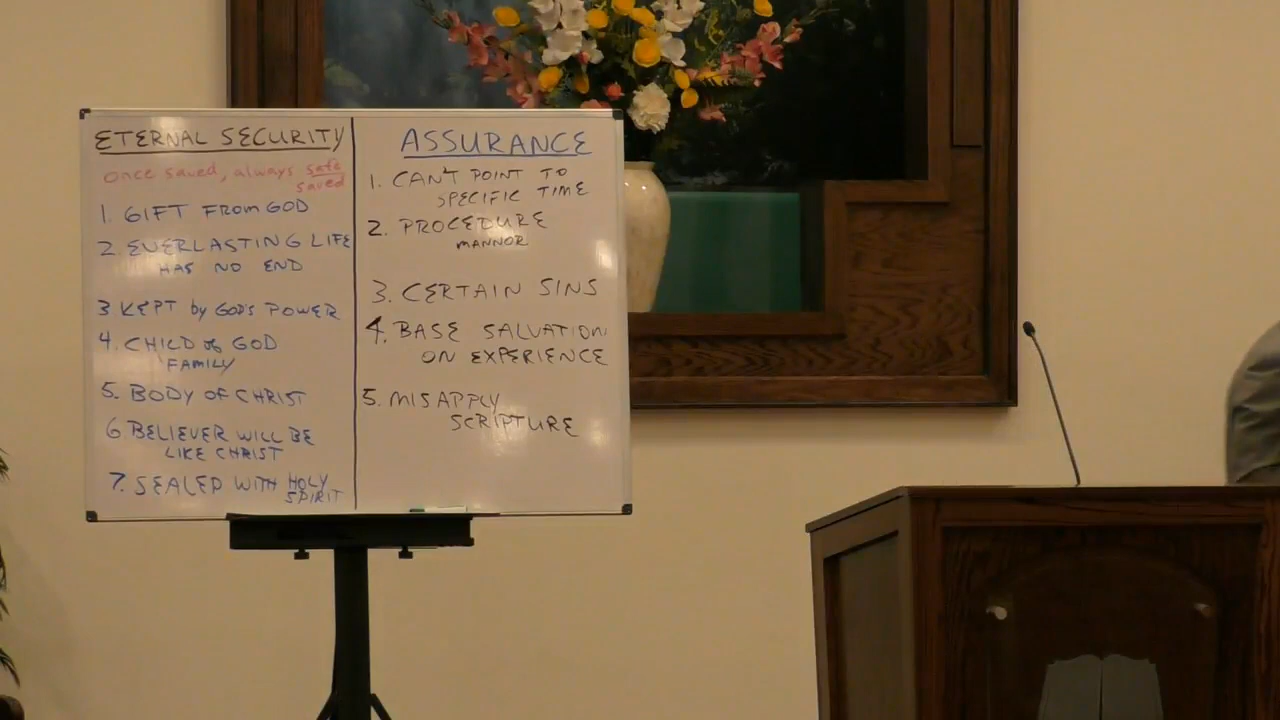 ETERNAL SECURITY
once saved, always safe
saved
1. GIFT FROM GOD
2. EVERLASTING LIFE
HAS NO END
3 KEPT by GOD'S POWER
4. CHILD of GOD
FAMILY
5. BODY OF CHRIST
6. BELIEVER WILL BE
LIKE CHRIST
7. SEALED WITH HOLY
SPIRIT
ASSURANCE
1. CAN'T POINT TO
SPECIFIC TIME
2. PROCEDURE
MANNOR
3. CERTAIN SINS
4. BASE SALVATION
ON EXPERIENCE
5. MISAPPLY
SCRIPTURE